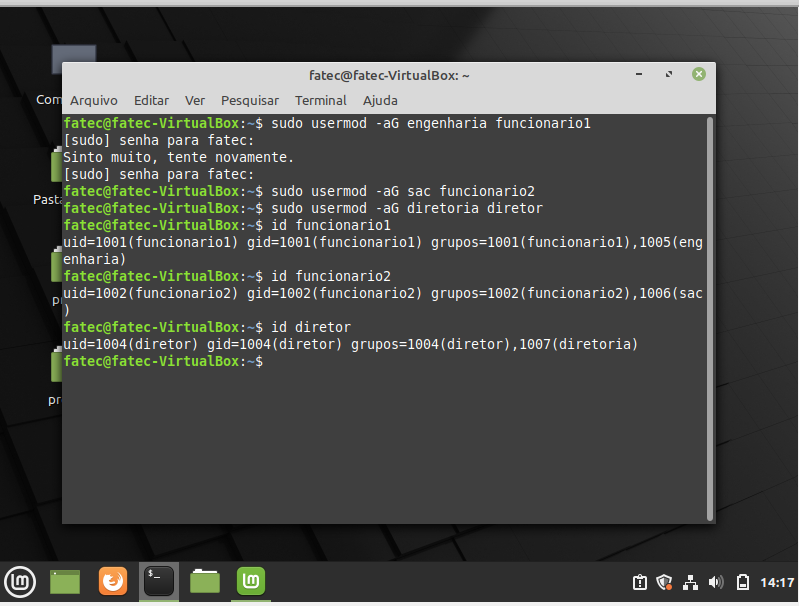 fatec@fatec-VirtualBox: ~
Arquivo Editar Ver Pesquisar Terminal Ajuda
fatec@fatec-VirtualBox:~$ sudo usermod -aG engenharia funcionario1
[sudo] senha para fatec:
Sinto muito, tente novamente.
[sudo] senha para fatec:
fatec@fatec-VirtualBox:~$ sudo usermod -aG sac funcionario2
fatec@fatec-VirtualBox:~$ sudo usermod -aG diretoria diretor
fatec@fatec-VirtualBox:~$ id funcionario1
uid=1001(funcionario1) gid=1001(funcionario1) grupos=1001(funcionario1),1005(eng
enharia)
fatec@fatec-VirtualBox:~$ id funcionario2
uid=1002(funcionario2) gid=1002(funcionario2) grupos=1002(funcionario2),1006(sac
)
fatec@fatec-VirtualBox:~$ id diretor
uid=1004(diretor) gid=1004(diretor) grupos=1004(diretor),1007(diretoria)
fatec@fatec-VirtualBox:~$
Com
Pasta
pr
pr
14:17